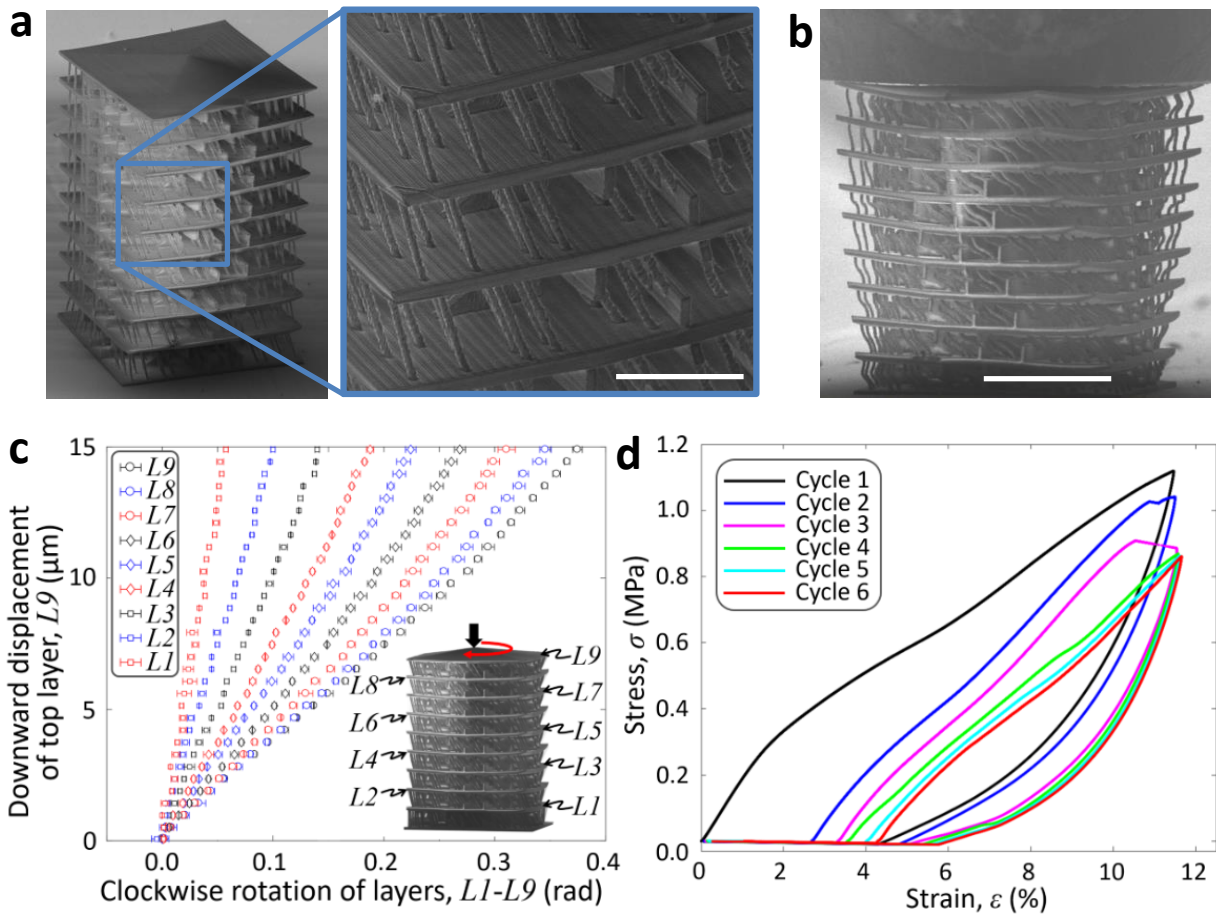 a
b
c
15
10
5
0
Downward displacement
of top layer, L9 (μm)
L9
L8
L7
L6
L5
L4
L3
L2
L1
L9
L8
L7
L6
L5
L4
L3
L2
L1
0.0
0.1
0.2
0.3
0.4
Clockwise rotation of layers, L1-L9 (rad)
d
1.2
1.0
0.8
0.6
0.4
0.2
0
Stress, σ (MPa)
Cycle 1
Cycle 2
Cycle 3
Cycle 4
Cycle 5
Cycle 6
0
2
4
6
8
10
12
Strain, ε (%)